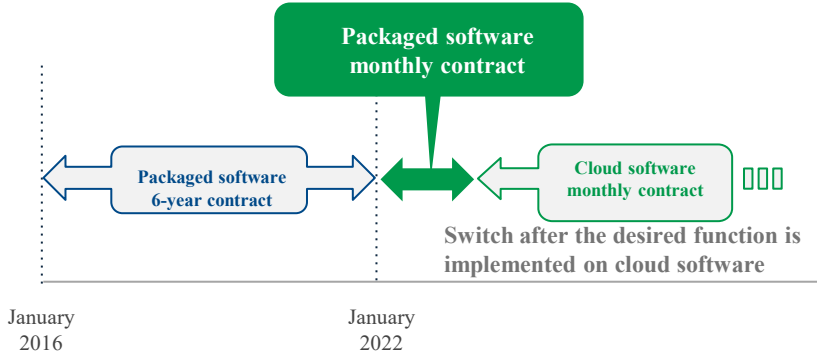 Packaged software
monthly contract
Packaged software
6-year contract
Cloud software
monthly contract
Switch after the desired function is
implemented on cloud software
January
2016
January
2022